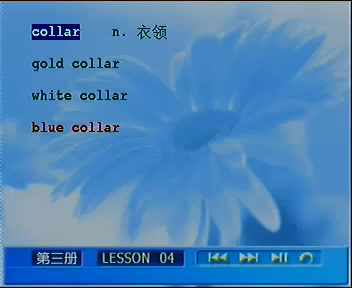 collar n. 衣领
gold collar
white collar
blue collar
第三册 LESSON 04